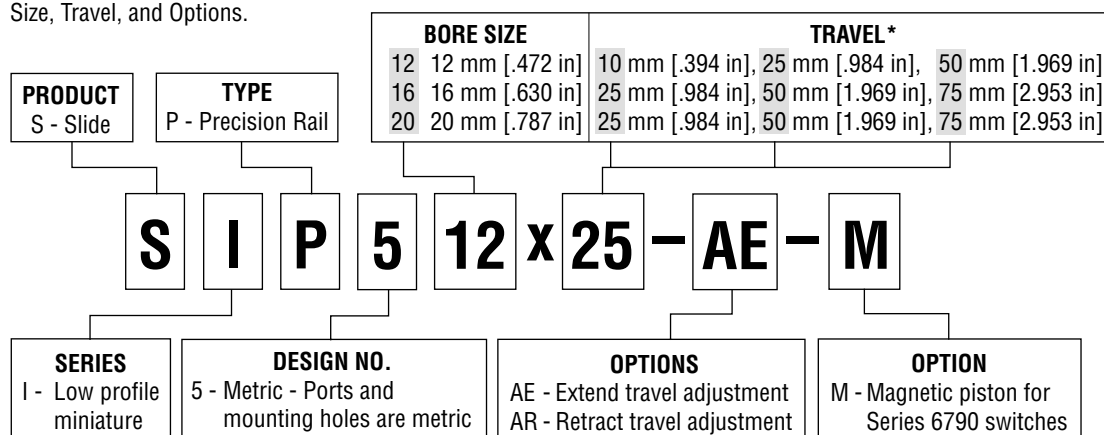 Size, Travel, and Options.
BORE SIZE
12 12 mm [.472 in]
16 16 mm [.630 in]
20 20 mm [.787 in]
TRAVEL*
10 mm [.394 in], 25 mm [.984 in], 50 mm [1.969 in]
25 mm [.984 in], 50 mm [1.969 in], 75 mm [2.953 in]
25 mm [.984 in], 50 mm [1.969 in], 75 mm [2.953 in]
PRODUCT
S - Slide
TYPE
P - Precision Rail
S I P 5 12 x 25 - AE - M
SERIES
I - Low profile
miniature
DESIGN NO.
5 - Metric - Ports and
mounting holes are metric
OPTIONS
AE - Extend travel adjustment
AR - Retract travel adjustment
OPTION
M - Magnetic piston for
Series 6790 switches